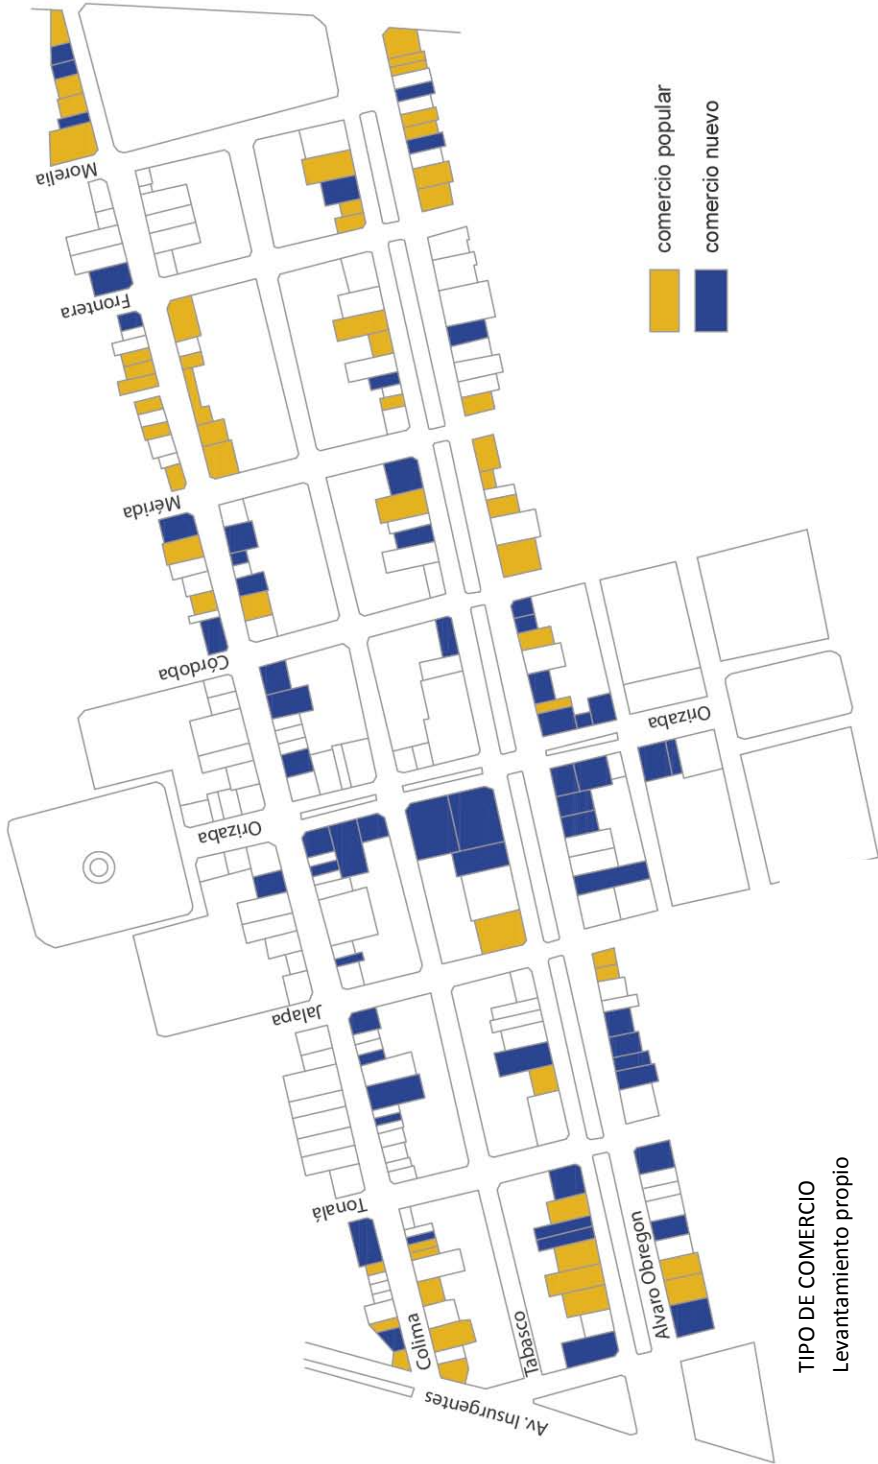 Morelia
Frontera
Mérida
Córdoba
Orizaba
Jalapa
Tonalá
Colima
Tabasco
Alvaro Obregon
Orizaba
Av. Insurgentes
comercio popular
comercio nuevo
TIPO DE COMERCIO
Levantamiento propio